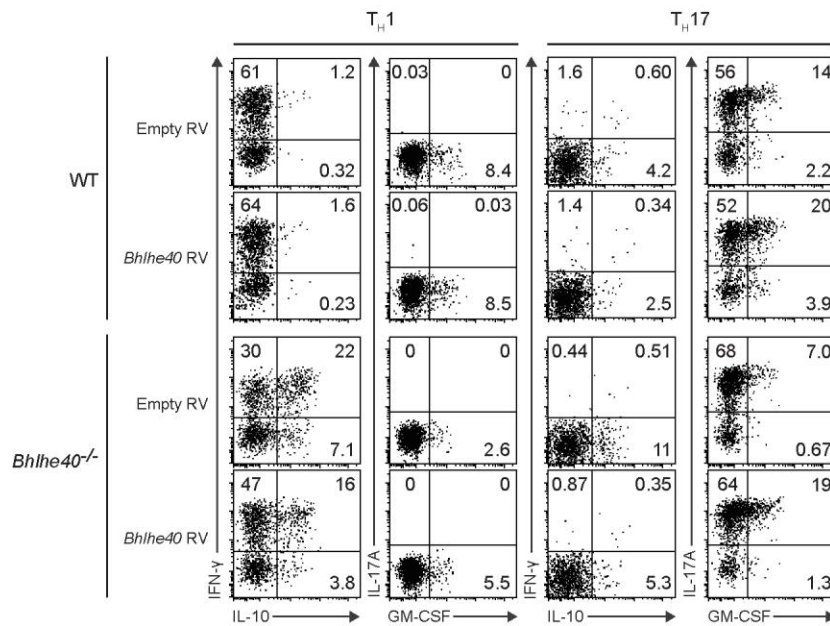 TH1 TH17
WT
Empty RV
61 1.2 0.32
0.03 0 8.4
1.6 0.60 4.2
56 14 2.2
Bhlhe40 RV
64 1.6 0.23
0.06 0.03 8.5
1.4 0.34 2.5
52 20 3.9
Bhlhe40-/-
Empty RV
30 22 7.1
0 0 2.6
0.44 0.51 11
68 7.0 0.67
Bhlhe40 RV
47 16 3.8
0 0 5.5
0.87 0.35 5.3
64 19 1.3
IFN-γ IL-17A IFN-γ IL-17A
IL-10 GM-CSF IL-10 GM-CSF